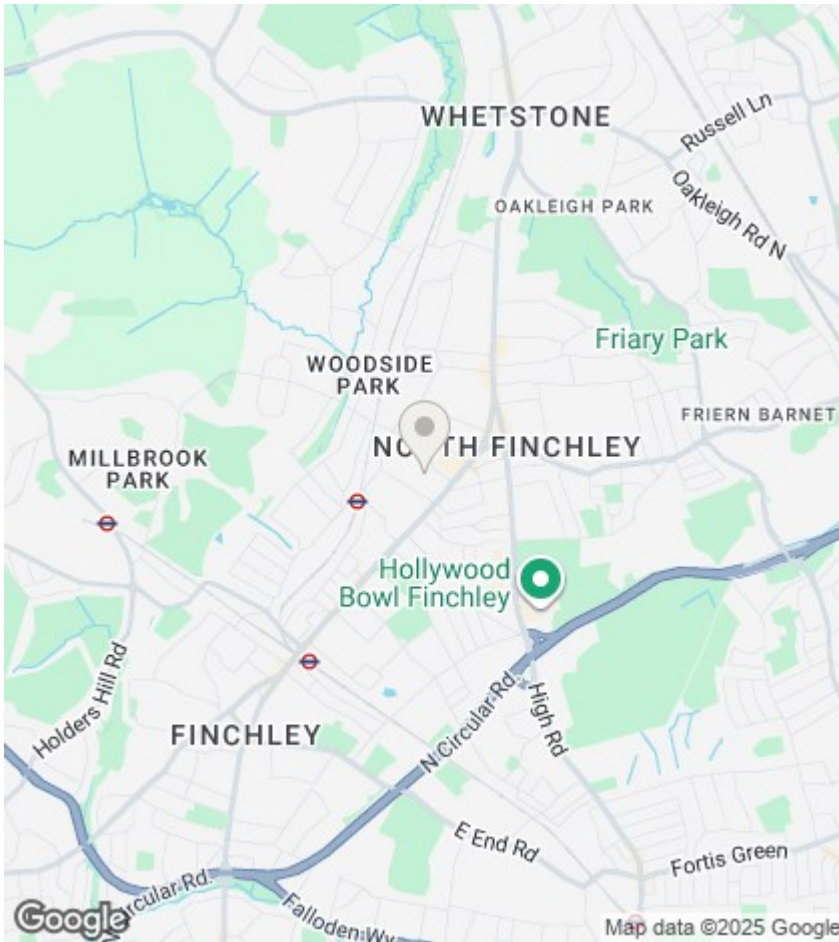 WHETSTONE
Russell Ln
Oakleigh Rd N
OAKLEIGH PARK
Friary Park
WOODSIDE
PARK
FRIERN BARNET
NORTH FINCHLEY
MILLBROOK
PARK
Hollywood
Bowl Finchley
Holders Hill Rd
High Rd
N Circular Rd
FINCHLEY
E End Rd
Fortis Green
N Circular Rd.
Falloden Wy
Google
Map data ©2025 Google